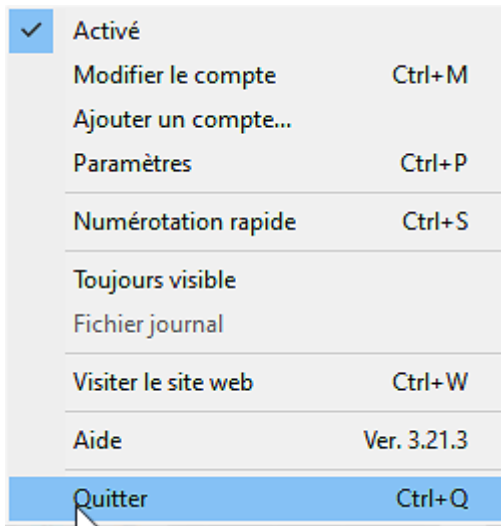 Activé
Modifier le compte Ctrl+M
Ajouter un compte...
Paramètres Ctrl+P
Numérotation rapide Ctrl+S
Toujours visible
Fichier journal
Visiter le site web Ctrl+W
Aide Ver. 3.21.3
Quitter Ctrl+Q